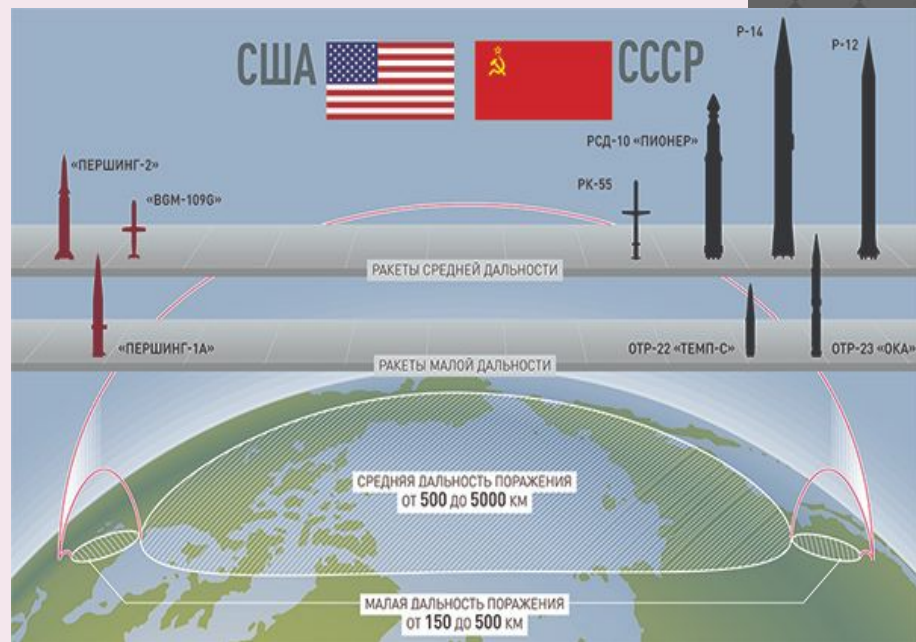 США
СССР
Р-14
Р-12
РСД-10 «ПИОНЕР»
«ПЕРШИНГ-2»
РК-55
«BGM-109G»
РАКЕТЫ СРЕДНЕЙ ДАЛЬНОСТИ
«ПЕРШИНГ-1А»
ОТР-22 «ТЕМП-С»
ОТР-23 «ОКА»
РАКЕТЫ МАЛОЙ ДАЛЬНОСТИ
СРЕДНЯЯ ДАЛЬНОСТЬ ПОРАЖЕНИЯ
ОТ 500 ДО 5000 КМ
МАЛАЯ ДАЛЬНОСТЬ ПОРАЖЕНИЯ
ОТ 150 ДО 500 КМ